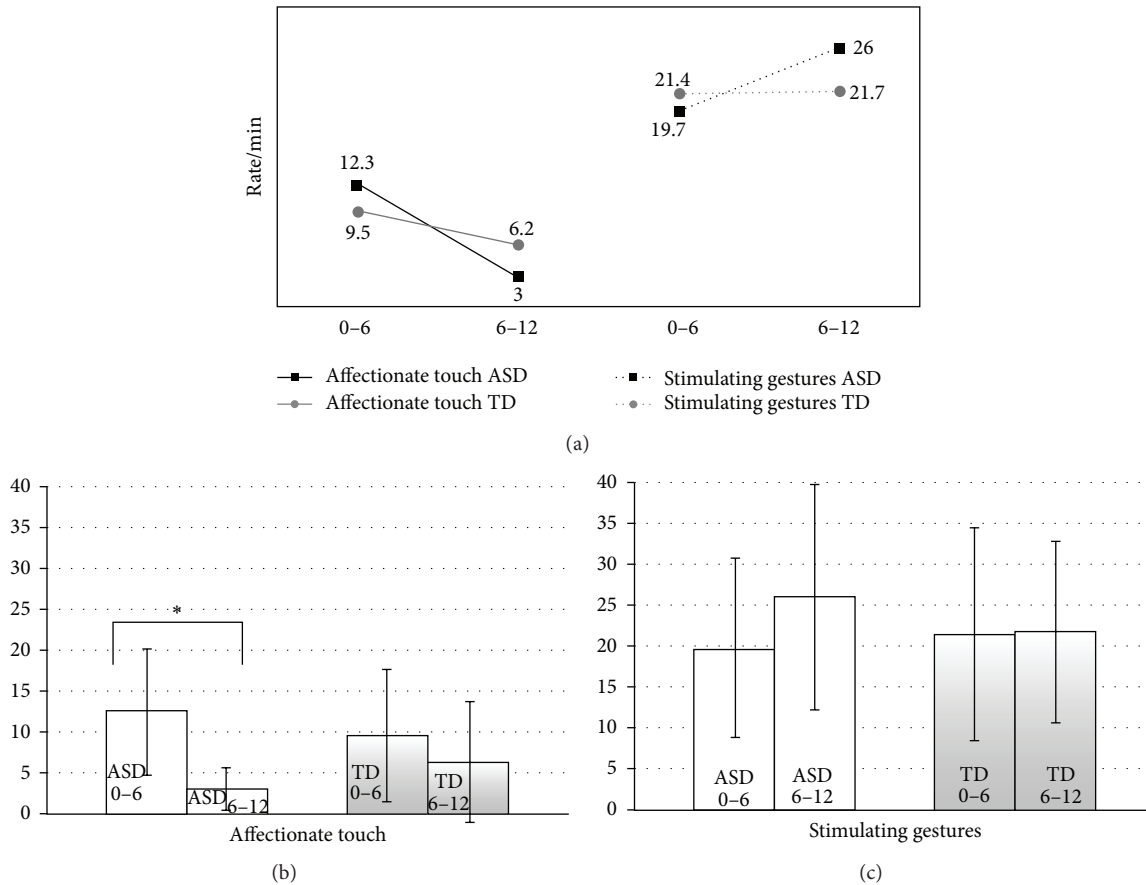 Rate/min
12.3
9.5
6.2
3
21.4
19.7
26
21.7
0–6
6–12
0–6
6–12
Affectionate touch ASD
Affectionate touch TD
Stimulating gestures ASD
Stimulating gestures TD
(a)
40
35
30
25
20
15
10
5
0
*
ASD
0–6
ASD
6–12
TD
0–6
TD
6–12
Affectionate touch
(b)
40
35
30
25
20
15
10
5
0
ASD
0–6
ASD
6–12
TD
0–6
TD
6–12
Stimulating gestures
(c)